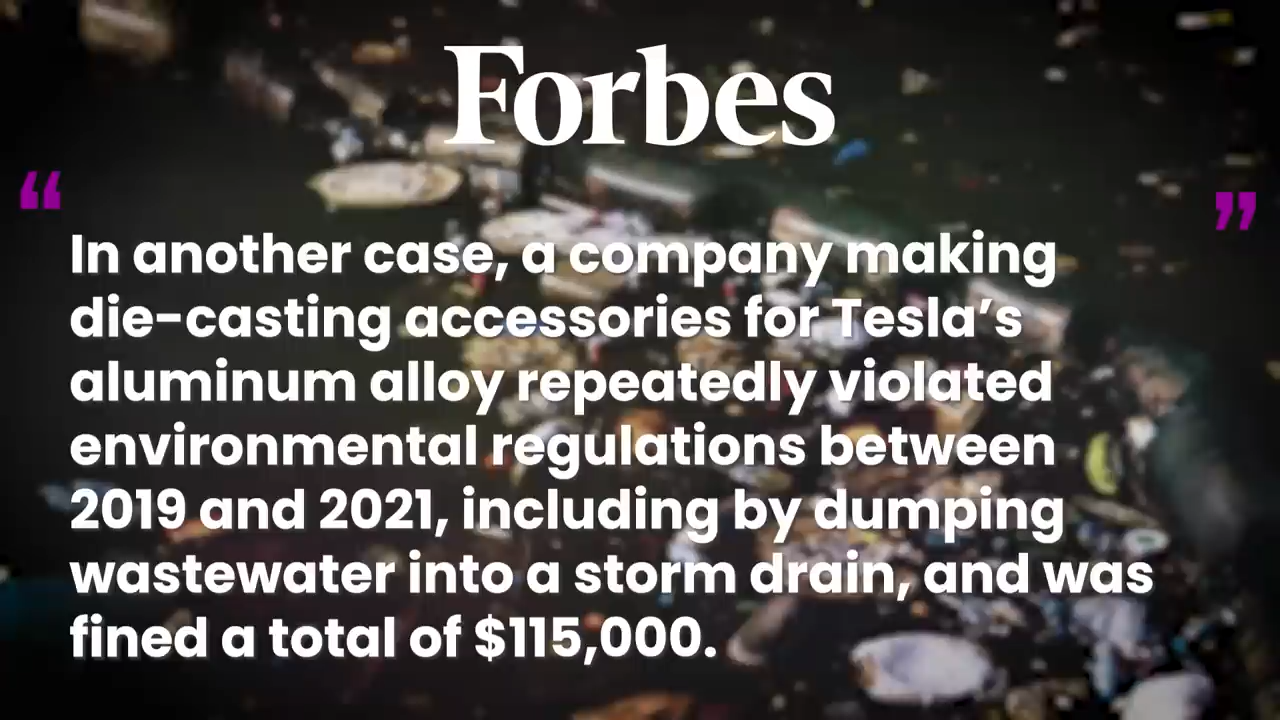 Forbes
“ ”
In another case, a company making
die-casting accessories for Tesla’s
aluminum alloy repeatedly violated
environmental regulations between
2019 and 2021, including by dumping
wastewater into a storm drain, and was
fined a total of $115,000.